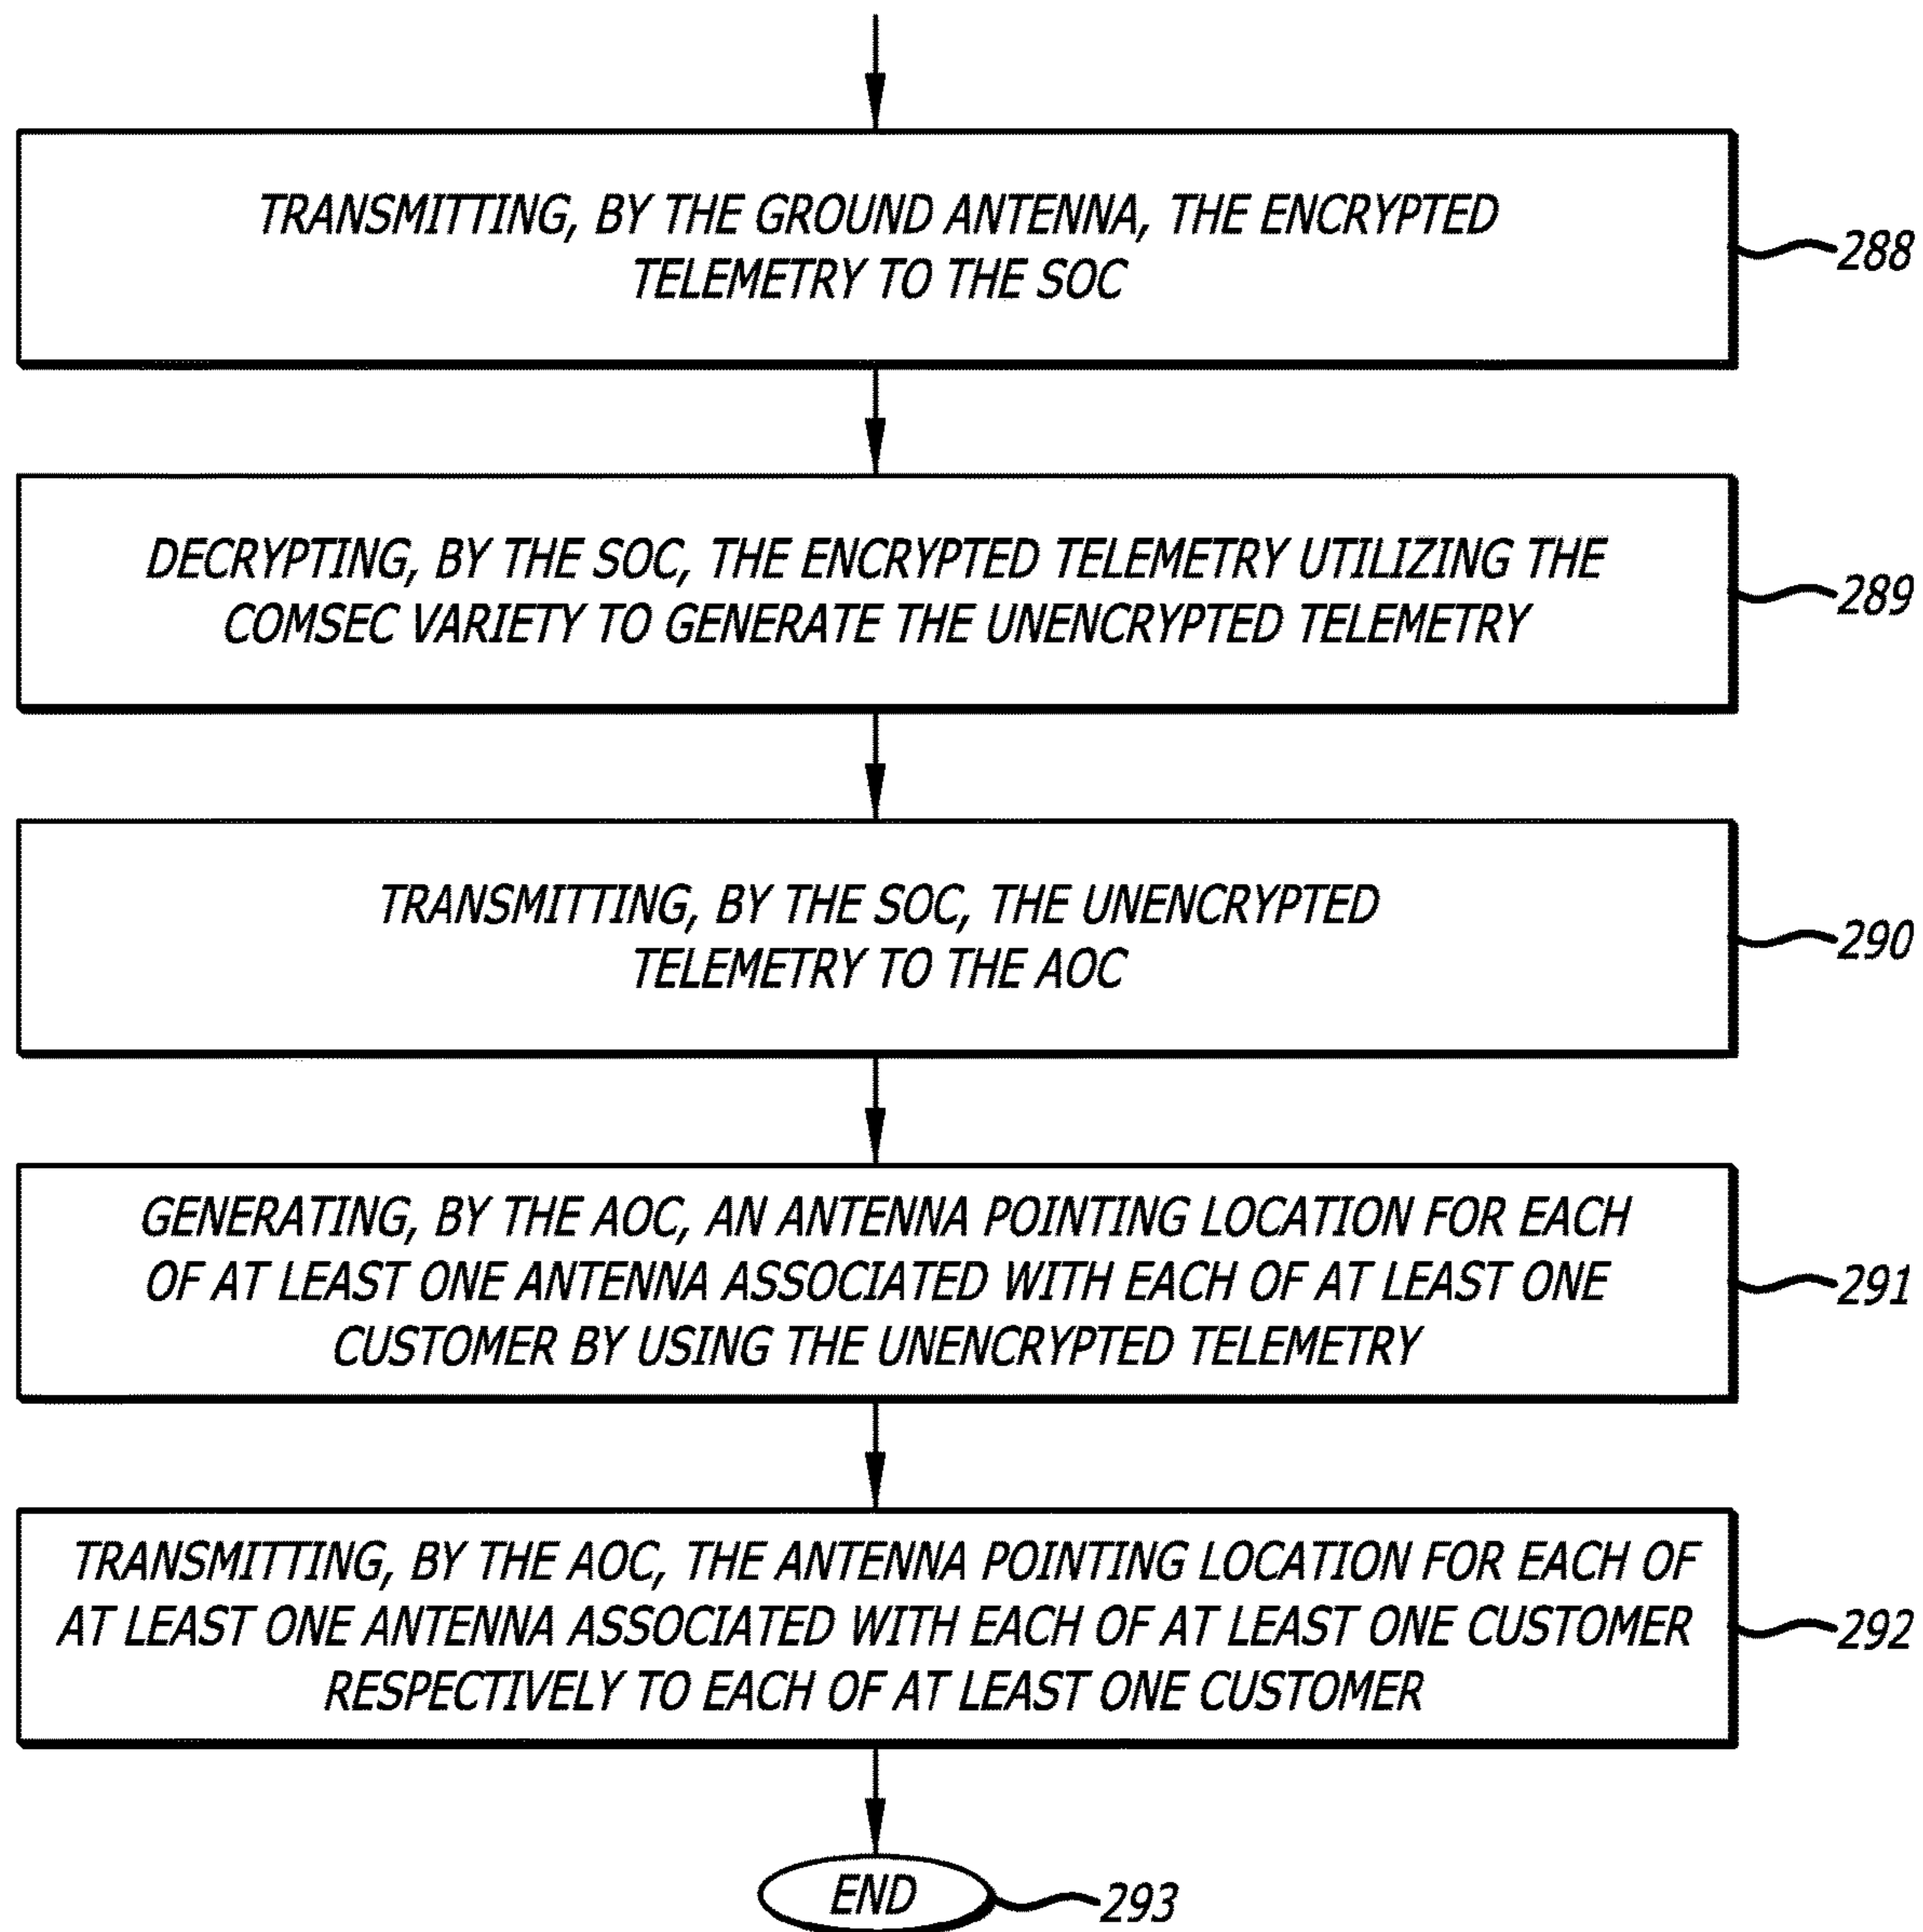 TRANSMITTING, BY THE GROUND ANTENNA, THE ENCRYPTED
TELEMETRY TO THE SOC
288
DECRYPTING, BY THE SOC, THE ENCRYPTED TELEMETRY UTILIZING THE
COMSEC VARIETY TO GENERATE THE UNENCRYPTED TELEMETRY
289
TRANSMITTING, BY THE SOC, THE UNENCRYPTED
TELEMETRY TO THE AOC
290
GENERATING, BY THE AOC, AN ANTENNA POINTING LOCATION FOR EACH
OF AT LEAST ONE ANTENNA ASSOCIATED WITH EACH OF AT LEAST ONE
CUSTOMER BY USING THE UNENCRYPTED TELEMETRY
291
TRANSMITTING, BY THE AOC, THE ANTENNA POINTING LOCATION FOR EACH OF
AT LEAST ONE ANTENNA ASSOCIATED WITH EACH OF AT LEAST ONE CUSTOMER
RESPECTIVELY TO EACH OF AT LEAST ONE CUSTOMER
292
END
293